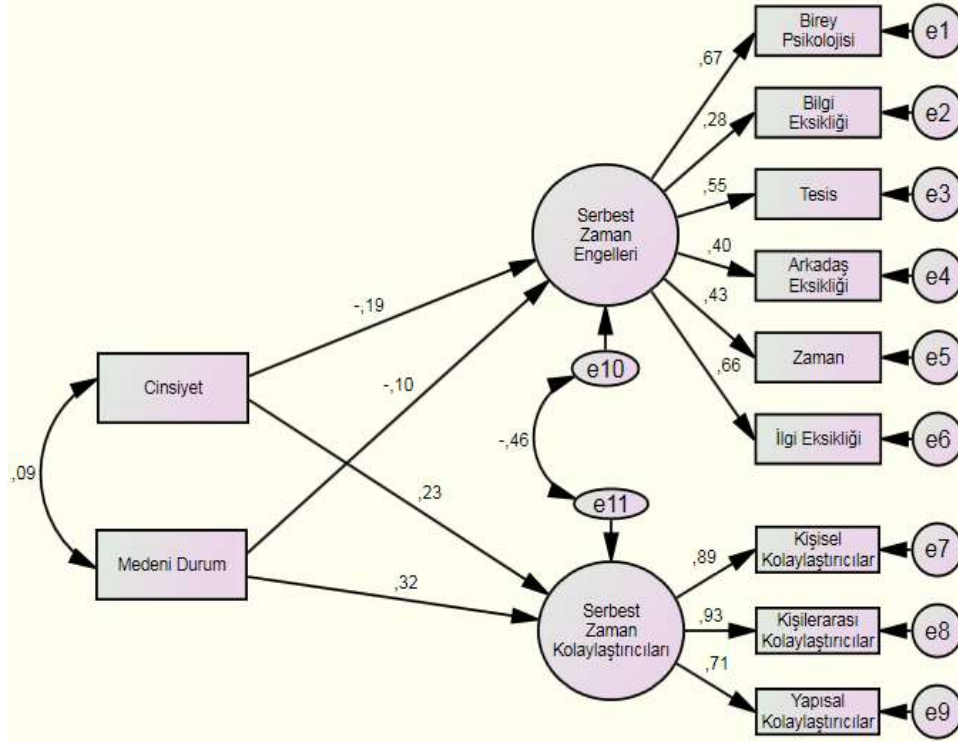 Birey
Psikolojisi
e1
,67
Bilgi
Eksikliği
e2
,28
Tesis
e3
,55
Serbest
Zaman
Engelleri
Arkadaş
Eksikliği
e4
,40
,43
Zaman
e5
,66
İlgi Eksikliği
e6
-,19
-,10
e10
Cinsiyet
-,46
,09
,23
e11
Medeni Durum
,32
Serbest
Zaman
Kolaylaştırıcıları
Kişisel
Kolaylaştırıcılar
e7
,89
Kişilerarası
Kolaylaştırıcılar
e8
,93
,71
Yapısal
Kolaylaştırıcılar
e9